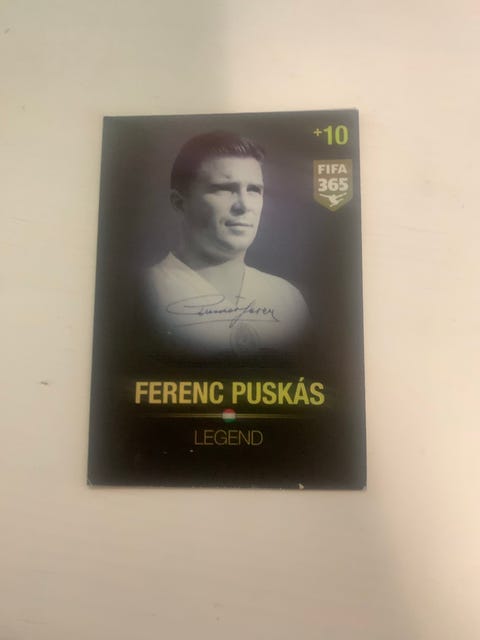 +10
FIFA
365
FERENC PUSKÁS
LEGEND